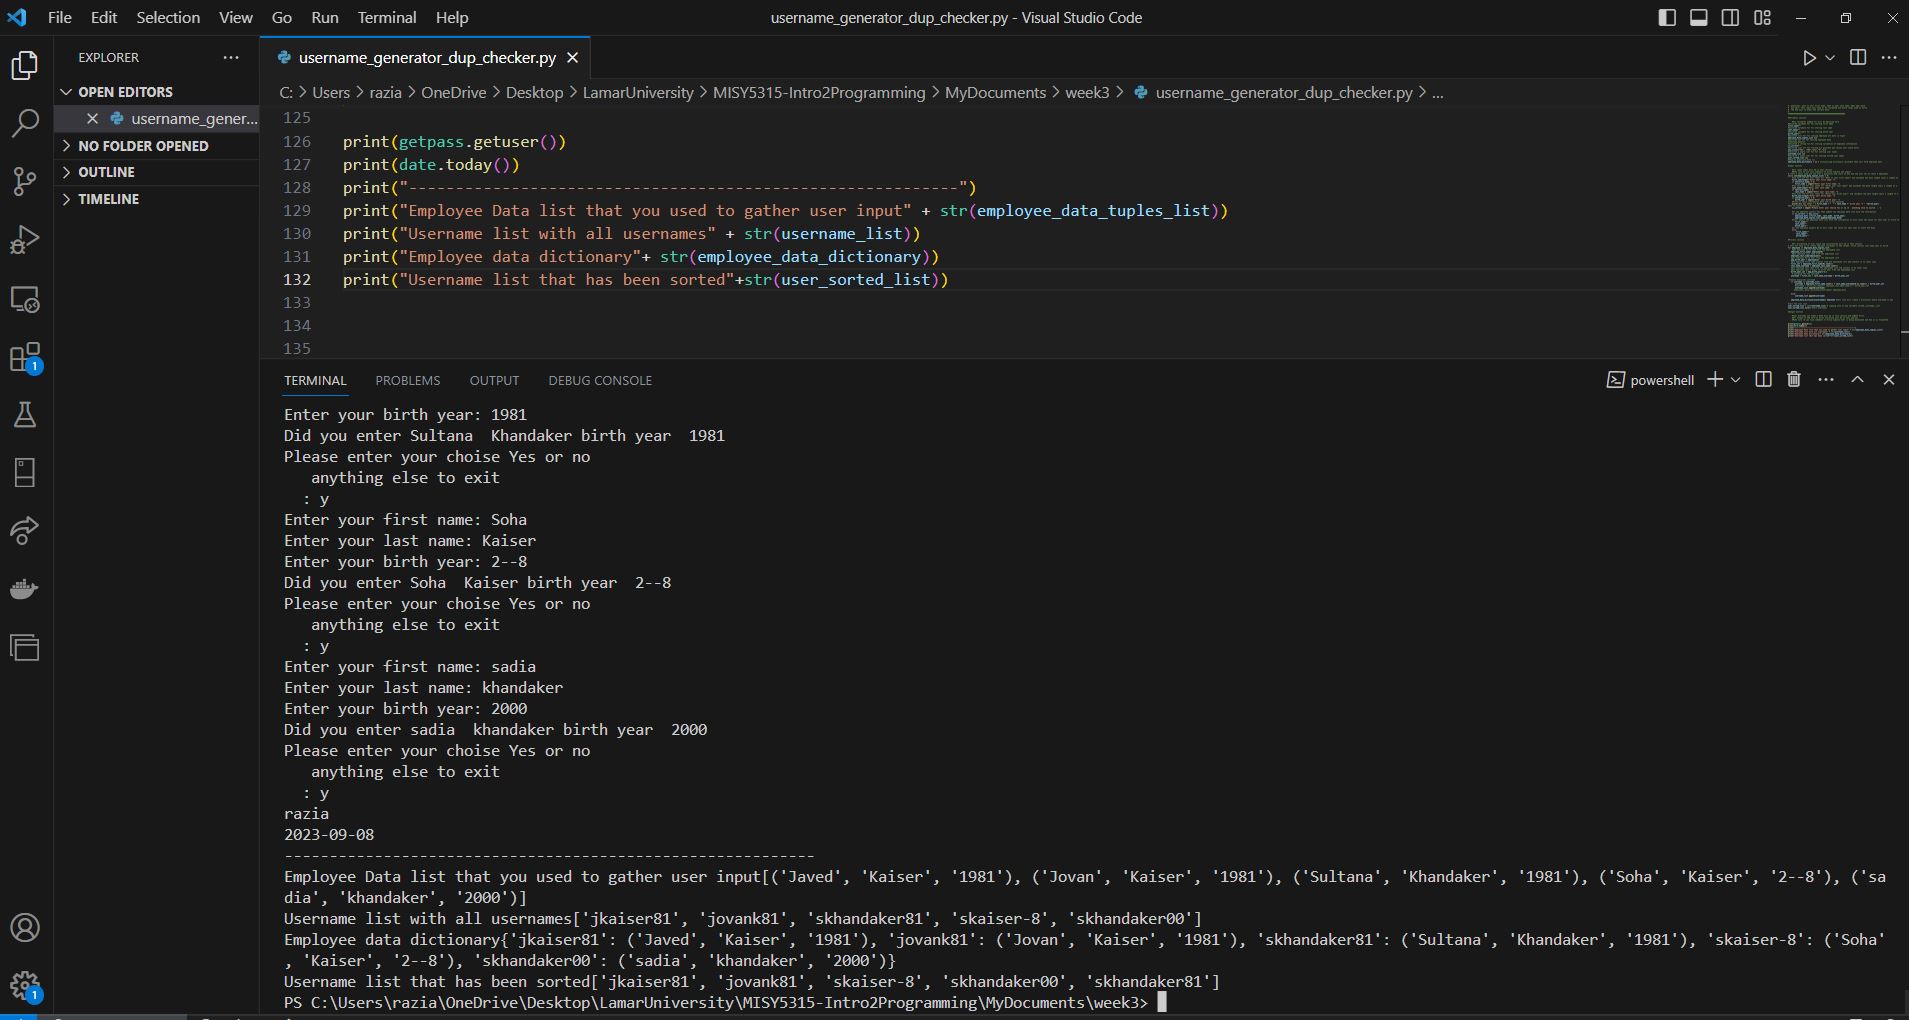 File Edit Selection View Go Run Terminal Help username_generator_dup_checker.py - Visual Studio Code
EXPLORER
OPEN EDITORS
username_gener...
NO FOLDER OPENED
OUTLINE
TIMELINE
1
1
username_generator_dup_checker.py
C: > Users > razia > OneDrive > Desktop > LamarUniversity > MISY5315-Intro2Programming > MyDocuments > week3 > username_generator_dup_checker.py > ...
125
126 print(getpass.getuser())
127 print(date.today())
128 print("-----------------------------------------------------------")
129 print("Employee Data list that you used to gather user input" + str(employee_data_tuples_list))
130 print("Username list with all usernames" + str(username_list))
131 print("Employee data dictionary"+ str(employee_data_dictionary))
132 print("Username list that has been sorted"+str(user_sorted_list))
133
134
135
TERMINAL PROBLEMS OUTPUT DEBUG CONSOLE powershell
Enter your birth year: 1981
Did you enter Sultana  Khandaker birth year  1981
Please enter your choise Yes or no
   anything else to exit
  : y
Enter your first name: Soha
Enter your last name: Kaiser
Enter your birth year: 2--8
Did you enter Soha  Kaiser birth year  2--8
Please enter your choise Yes or no
   anything else to exit
  : y
Enter your first name: sadia
Enter your last name: khandaker
Enter your birth year: 2000
Did you enter sadia  khandaker birth year  2000
Please enter your choise Yes or no
   anything else to exit
  : y
razia
2023-09-08
-----------------------------------------------------------
Employee Data list that you used to gather user input[('Javed', 'Kaiser', '1981'), ('Jovan', 'Kaiser', '1981'), ('Sultana', 'Khandaker', '1981'), ('Soha', 'Kaiser', '2--8'), ('sa
dia', 'khandaker', '2000')]
Username list with all usernames['jkaiser81', 'jovank81', 'skhandaker81', 'skaiser-8', 'skhandaker00']
Employee data dictionary{'jkaiser81': ('Javed', 'Kaiser', '1981'), 'jovank81': ('Jovan', 'Kaiser', '1981'), 'skhandaker81': ('Sultana', 'Khandaker', '1981'), 'skaiser-8': ('Soha'
, 'Kaiser', '2--8'), 'skhandaker00': ('sadia', 'khandaker', '2000')}
Username list that has been sorted['jkaiser81', 'jovank81', 'skaiser-8', 'skhandaker00', 'skhandaker81']
PS C:\Users\razia\OneDrive\Desktop\LamarUniversity\MISY5315-Intro2Programming\MyDocuments\week3>